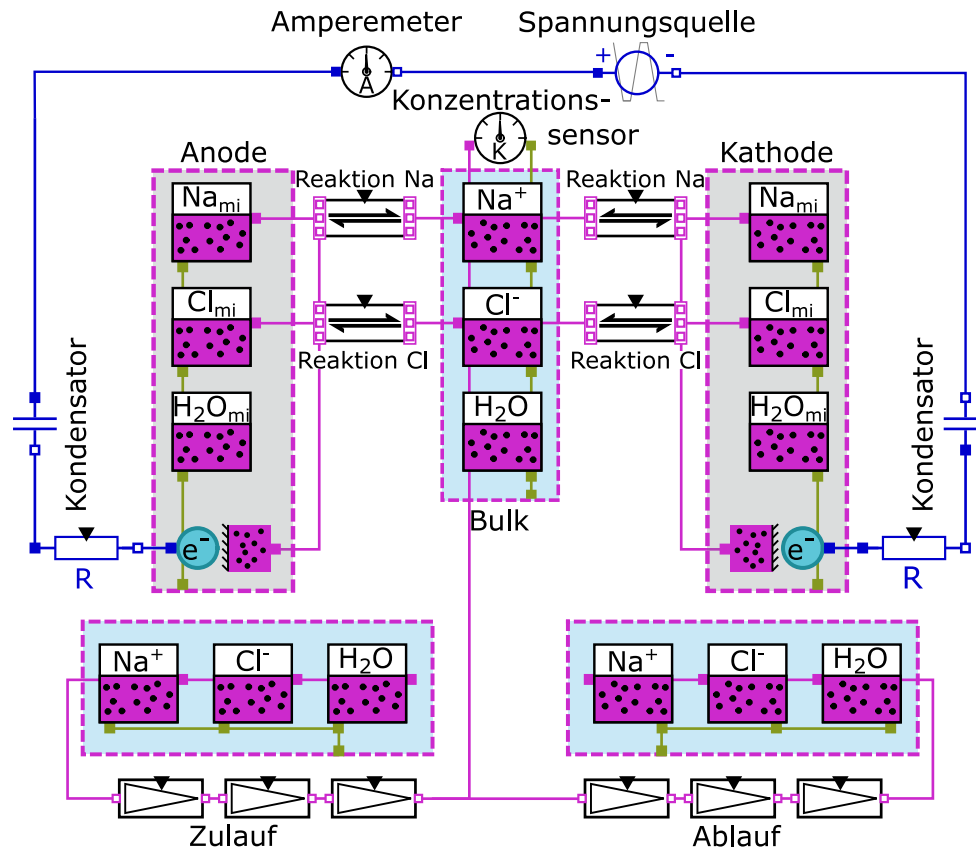 Amperemeter
Spannungsquelle
A
+
-
Konzentrations-
sensor
K
Anode
Kathode
Reaktion Na
Reaktion Na
Na_mi
Na⁺
Na_mi
Cl_mi
Cl⁻
Cl_mi
Reaktion Cl
Reaktion Cl
Kondensator
Kondensator
H₂O_mi
H₂O
H₂O_mi
Bulk
e⁻
e⁻
R
R
Na⁺
Cl⁻
H₂O
Na⁺
Cl⁻
H₂O
Zulauf
Ablauf